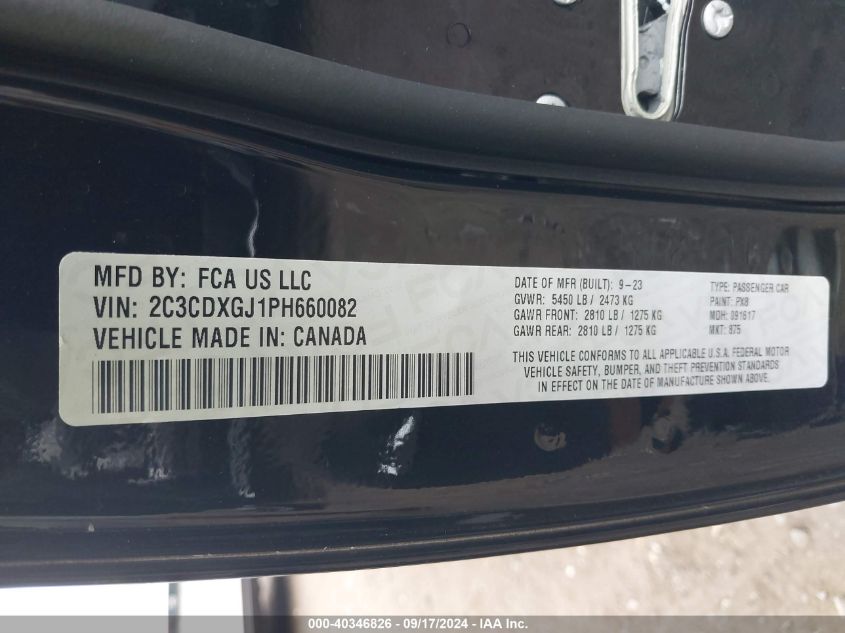 MFD BY: FCA US LLC
VIN: 2C3CDXGJ1PH660082
VEHICLE MADE IN: CANADA
DATE OF MFR (BUILT): 9-23
GVWR: 5450 LB / 2473 KG
GAWR FRONT: 2810 LB / 1275 KG
GAWR REAR: 2810 LB / 1275 KG
TYPE: PASSENGER CAR
PAINT: PX8
MDH: 091617
MKT: 875
THIS VEHICLE CONFORMS TO ALL APPLICABLE U.S.A. FEDERAL MOTOR
VEHICLE SAFETY, BUMPER, AND THEFT PREVENTION STANDARDS
IN EFFECT ON THE DATE OF MANUFACTURE SHOWN ABOVE.
000-40346826 - 09/17/2024 - IAA Inc.